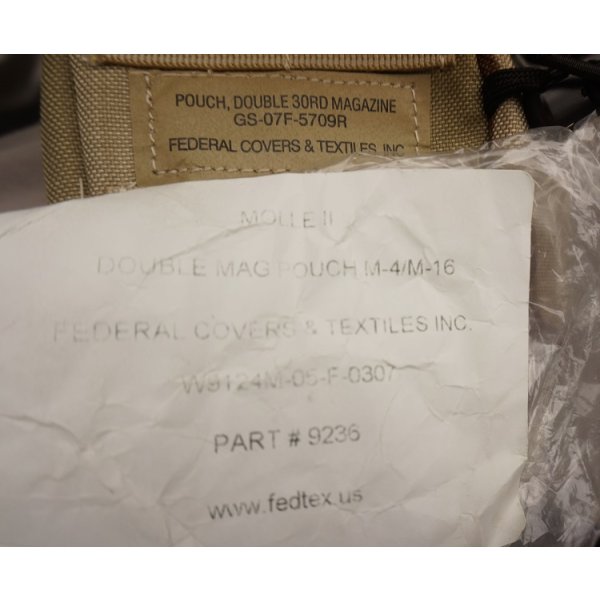 POUCH, DOUBLE 30RD MAGAZINE
GS-07F-5709R
FEDERAL COVERS & TEXTILES, INC.
MOLLE II
DOUBLE MAG POUCH M-4/M-16
FEDERAL COVERS & TEXTILES INC.
W9124M-05-F-0307
PART # 9236
www.fedtex.us